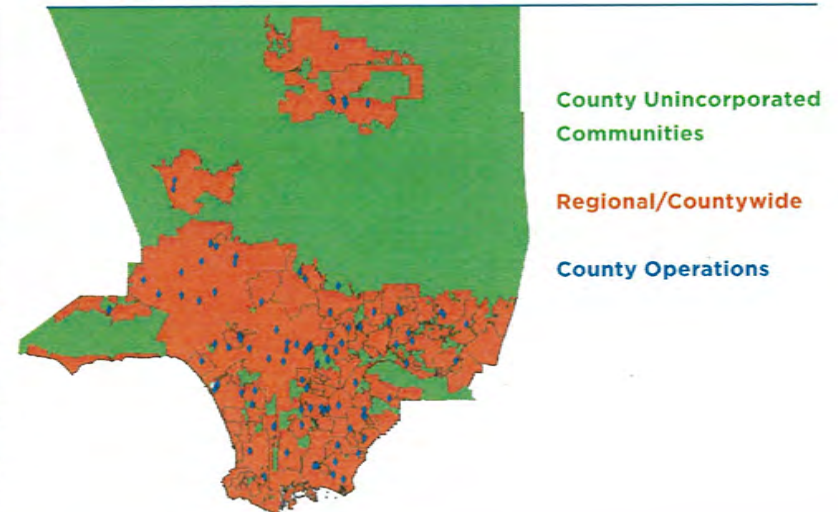 County Unincorporated
Communities
Regional/Countywide
County Operations